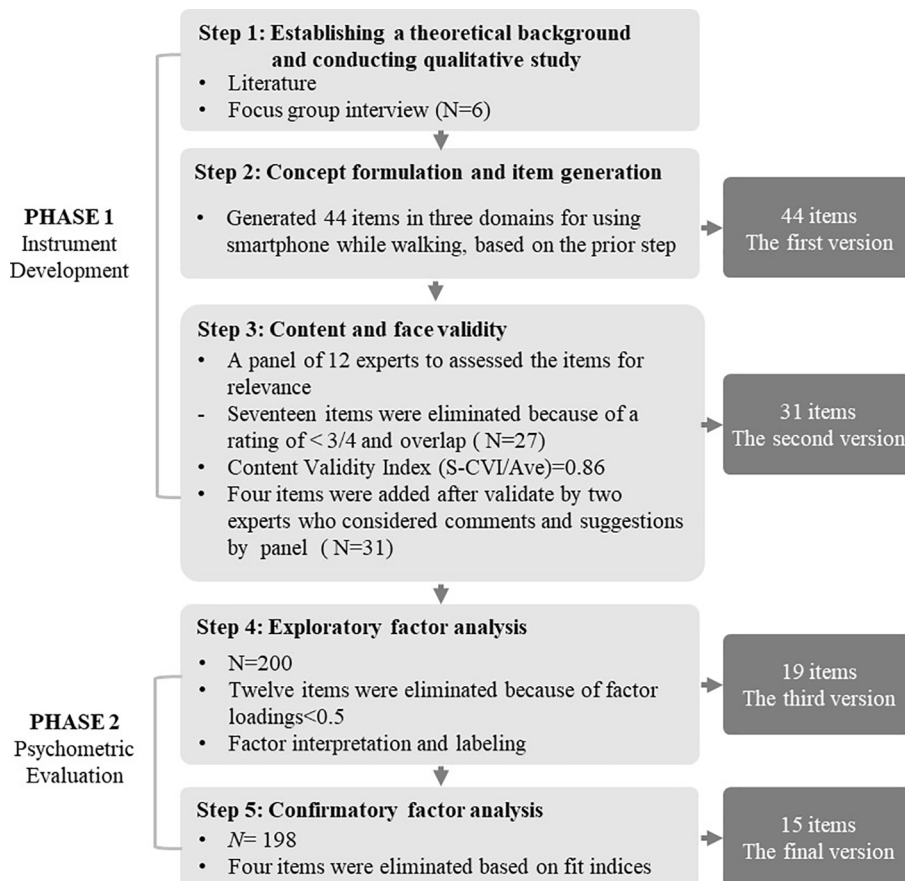 Step 1: Establishing a theoretical background
and conducting qualitative study
• Literature
• Focus group interview (N=6)
Step 2: Concept formulation and item generation
• Generated 44 items in three domains for using
smartphone while walking, based on the prior step
44 items
The first version
PHASE 1
Instrument
Development
Step 3: Content and face validity
• A panel of 12 experts to assessed the items for
relevance
- Seventeen items were eliminated because of a
rating of < 3/4 and overlap ( N=27)
• Content Validity Index (S-CVI/Ave)=0.86
• Four items were added after validate by two
experts who considered comments and suggestions
by panel ( N=31)
31 items
The second version
Step 4: Exploratory factor analysis
• N=200
• Twelve items were eliminated because of factor
loadings<0.5
• Factor interpretation and labeling
19 items
The third version
PHASE 2
Psychometric
Evaluation
Step 5: Confirmatory factor analysis
• N= 198
• Four items were eliminated based on fit indices
15 items
The final version